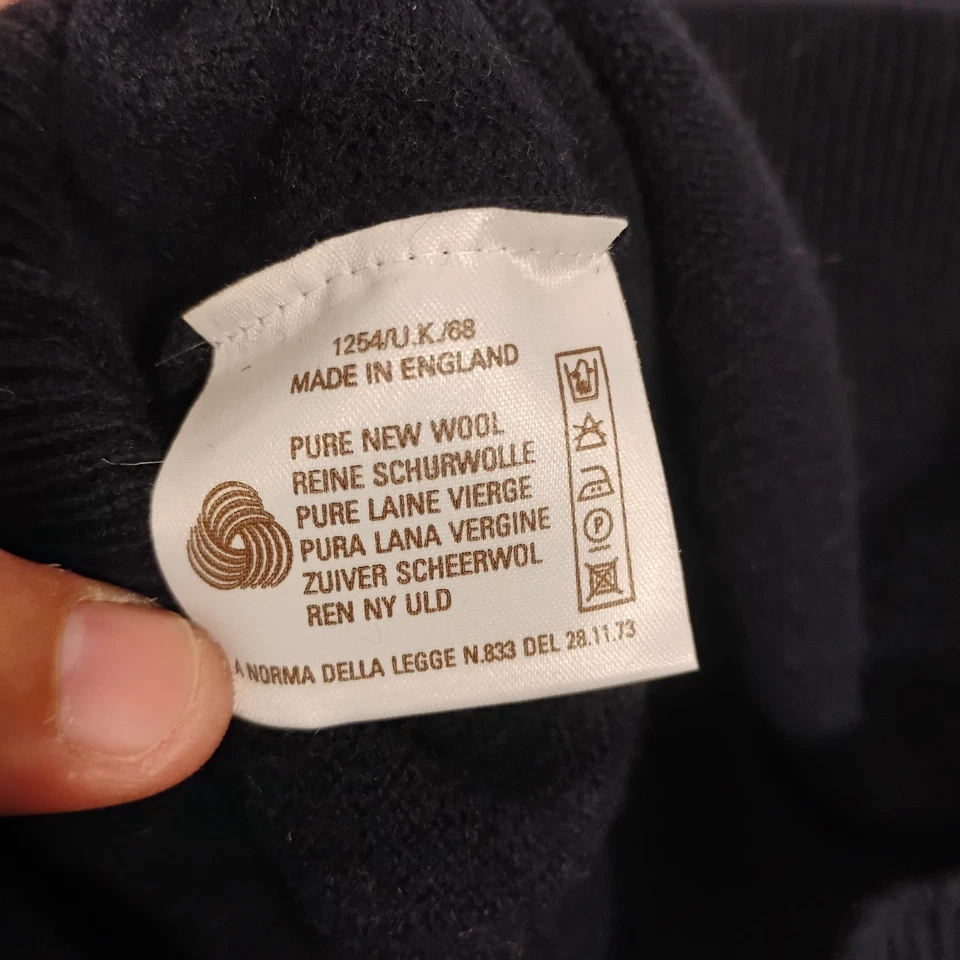 1254/U.K./68
MADE IN ENGLAND
PURE NEW WOOL
REINE SCHURWOLLE
PURE LAINE VIERGE
PURA LANA VERGINE
ZUIVER SCHEERWOL
REN NY ULD
A NORMA DELLA LEGGE N.833 DEL 28.11.73
P